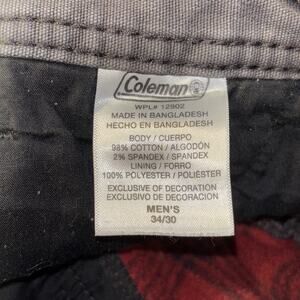 Coleman
WPL# 12902
MADE IN BANGLADESH
HECHO EN BANGLADESH
BODY / CUERPO
98% COTTON / ALGODÓN
2% SPANDEX / SPANDEX
LINING / FORRO
100% POLYESTER / POLIÉSTER
EXCLUSIVE OF DECORATION
EXCLUSIVO DE DECORACION
MEN'S
34/30